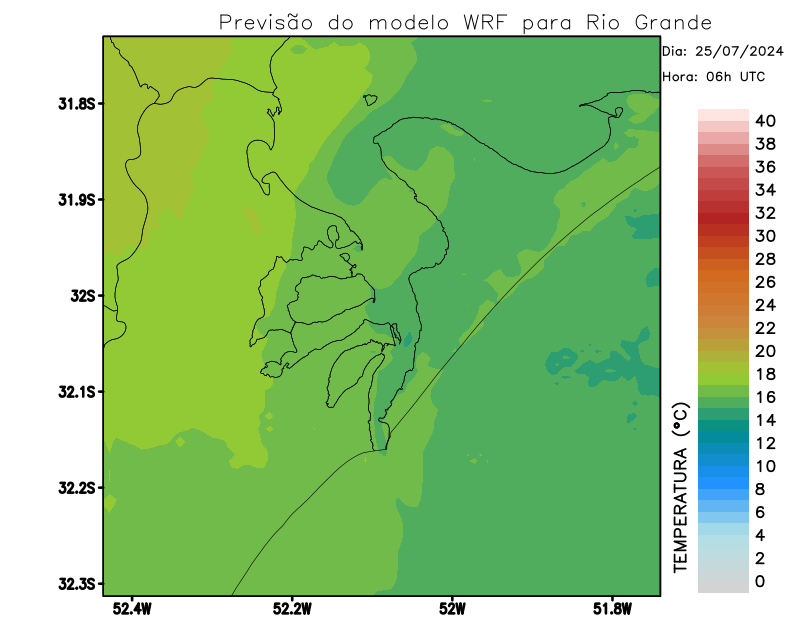 Previsão do modelo WRF para Rio Grande
Dia: 25/07/2024
Hora: 06h UTC
31.8S
31.9S
32S
32.1S
32.2S
32.3S
52.4W
52.2W
52W
51.8W
TEMPERATURA (°C)
40
38
36
34
32
30
28
26
24
22
20
18
16
14
12
10
8
6
4
2
0